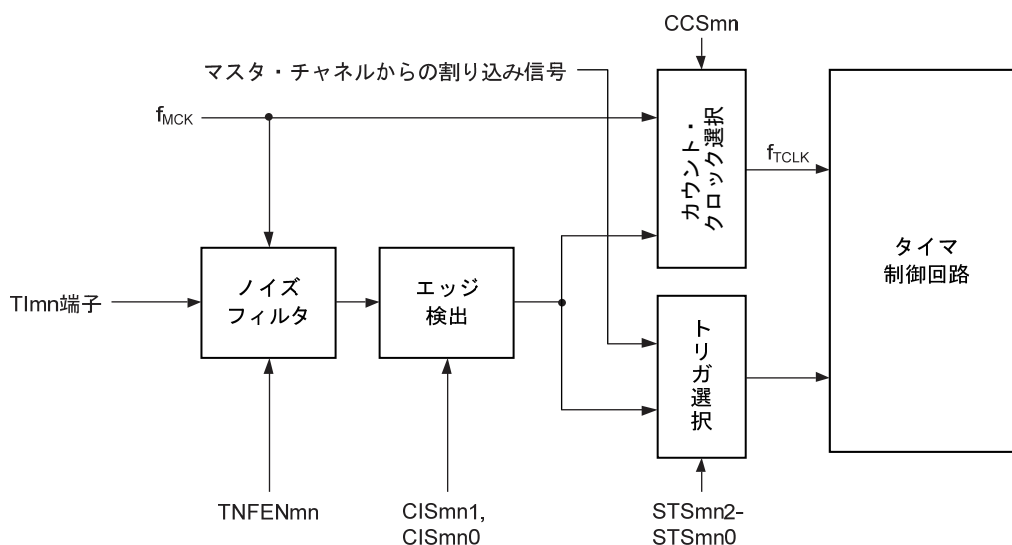 CCSmn
マスタ・チャネルからの割り込み信号
fMCK
カウント・
クロック選択
fTCLK
タイマ
制御回路
TImn端子
ノイズ
フィルタ
エッジ
検出
トリガ選択
TNFENmn
CISmn1,
CISmn0
STSmn2-
STSmn0